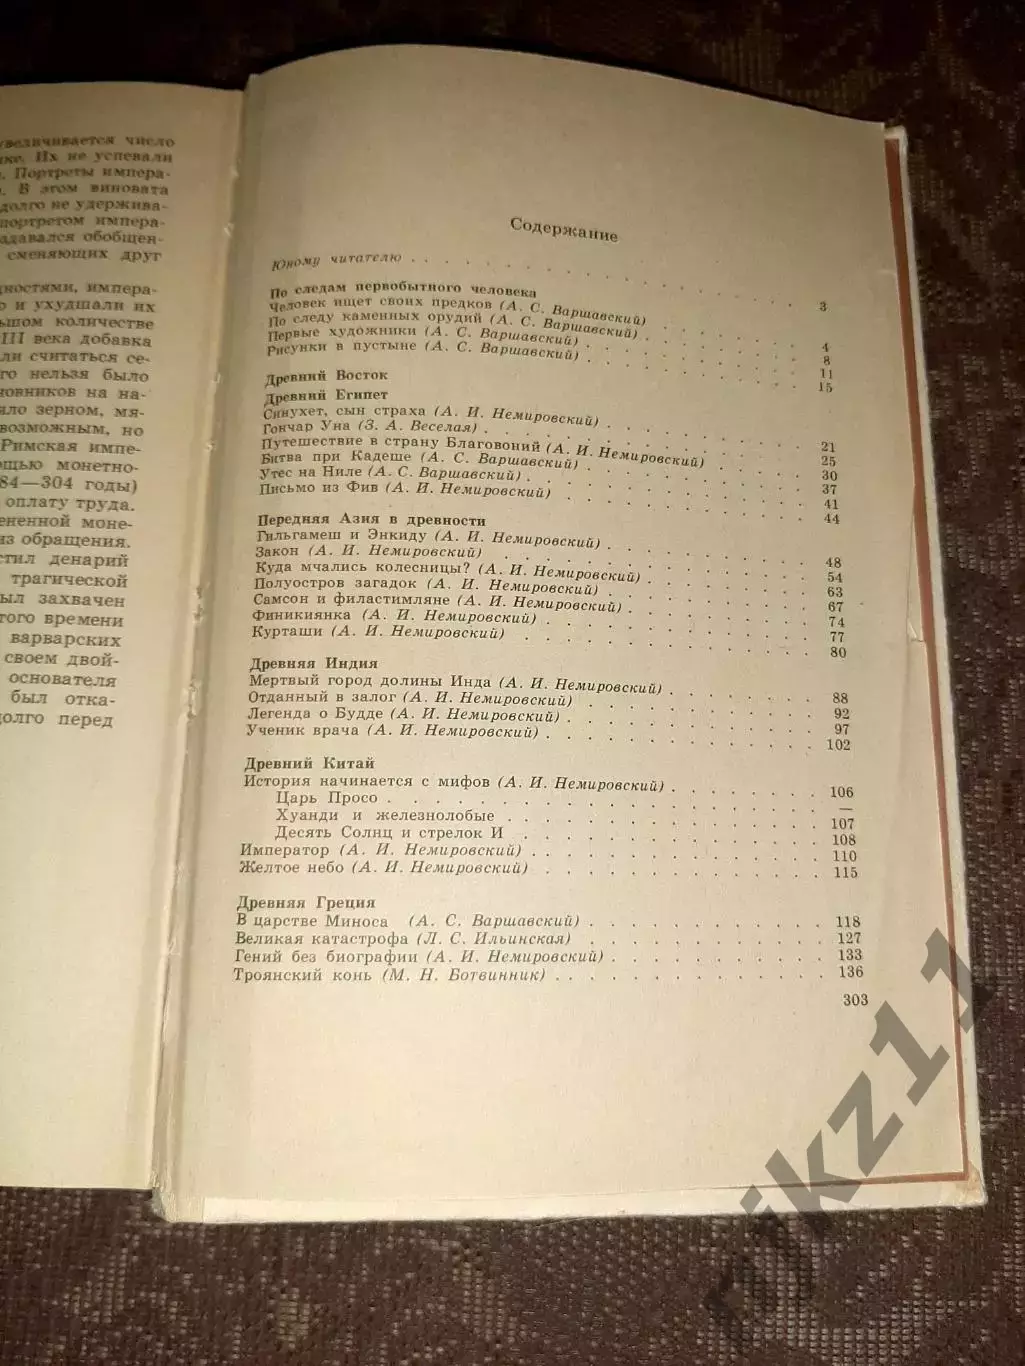 увеличивается число
Их не успевали
Портреты импера-
В этом виновата
долго не удержива-
портретом импера-
обобщен-
сменяющих друг
импера-
и ухудшали их
количестве
III века добавка
считаться се-
нельзя было
на на-
зерном, мя-
но
Римская импе-
монетно-
84—304 годы)
оплату труда.
моне-
из обращения.
денарий
трагической
был захвачен
того времени
варварских
своем двой-
основателя
был отка-
долго перед
Содержание
Юному читателю . . . . . . . . . . . . 3
По следам первобытного человека
Человек ищет своих предков (А. С. Варшавский) . . . . 4
По следу каменных орудий (А. С. Варшавский) . . . . 8
Первые художники (А. С. Варшавский) . . . . 11
Рисунки в пустыне (А. С. Варшавский) . . . . 15
Древний Восток
Древний Египет
Синухет, сын страха (А. И. Немировский) . . . . 21
Гончар Уна (З. А. Веселая) . . . . 25
Путешествие в страну Благовоний (А. И. Немировский) . . . . 30
Битва при Кадеше (А. С. Варшавский) . . . . 37
Утес на Ниле (А. С. Варшавский) . . . . 41
Письмо из Фив (А. И. Немировский) . . . . 44
Передняя Азия в древности
Гильгамеш и Энкиду (А. И. Немировский) . . . . 48
Закон (А. И. Немировский) . . . . 54
Куда мчались колесницы? (А. И. Немировский) . . . . 63
Полуостров загадок (А. И. Немировский) . . . . 67
Самсон и филастимляне (А. И. Немировский) . . . . 74
Финикиянка (А. И. Немировский) . . . . 77
Курташи (А. И. Немировский) . . . . 80
Древняя Индия
Мертвый город долины Инда (А. И. Немировский) . . . . 88
Отданный в залог (А. И. Немировский) . . . . 92
Легенда о Будде (А. И. Немировский) . . . . 97
Ученик врача (А. И. Немировский) . . . . 102
Древний Китай
История начинается с мифов (А. И. Немировский) . . . . 106
Царь Просо . . . . —
Хуанди и железнолобые . . . . 107
Десять Солнц и стрелок И . . . . 108
Император (А. И. Немировский) . . . . 110
Желтое небо (А. И. Немировский) . . . . 115
Древняя Греция
В царстве Миноса (А. С. Варшавский) . . . . 118
Великая катастрофа (Л. С. Ильинская) . . . . 127
Гений без биографии (А. И. Немировский) . . . . 133
Троянский конь (М. Н. Ботвинник) . . . . 136
303